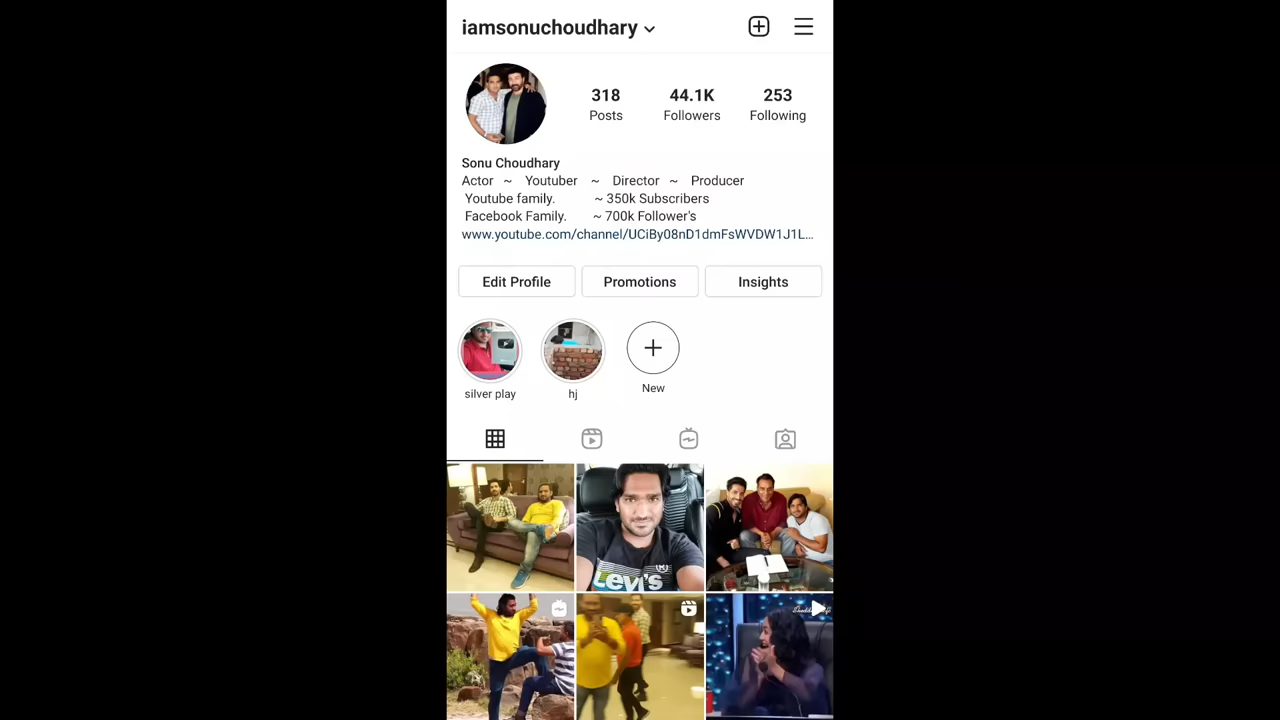 iamsonuchoudhary
318 44.1K 253
Posts Followers Following
Sonu Choudhary
Actor ~ Youtuber ~ Director ~ Producer
Youtube family. ~ 350k Subscribers
Facebook Family. ~ 700k Follower's
www.youtube.com/channel/UCiBy08nD1dmFsWVDW1J1L...
Edit Profile Promotions Insights
silver play hj New
Levi's